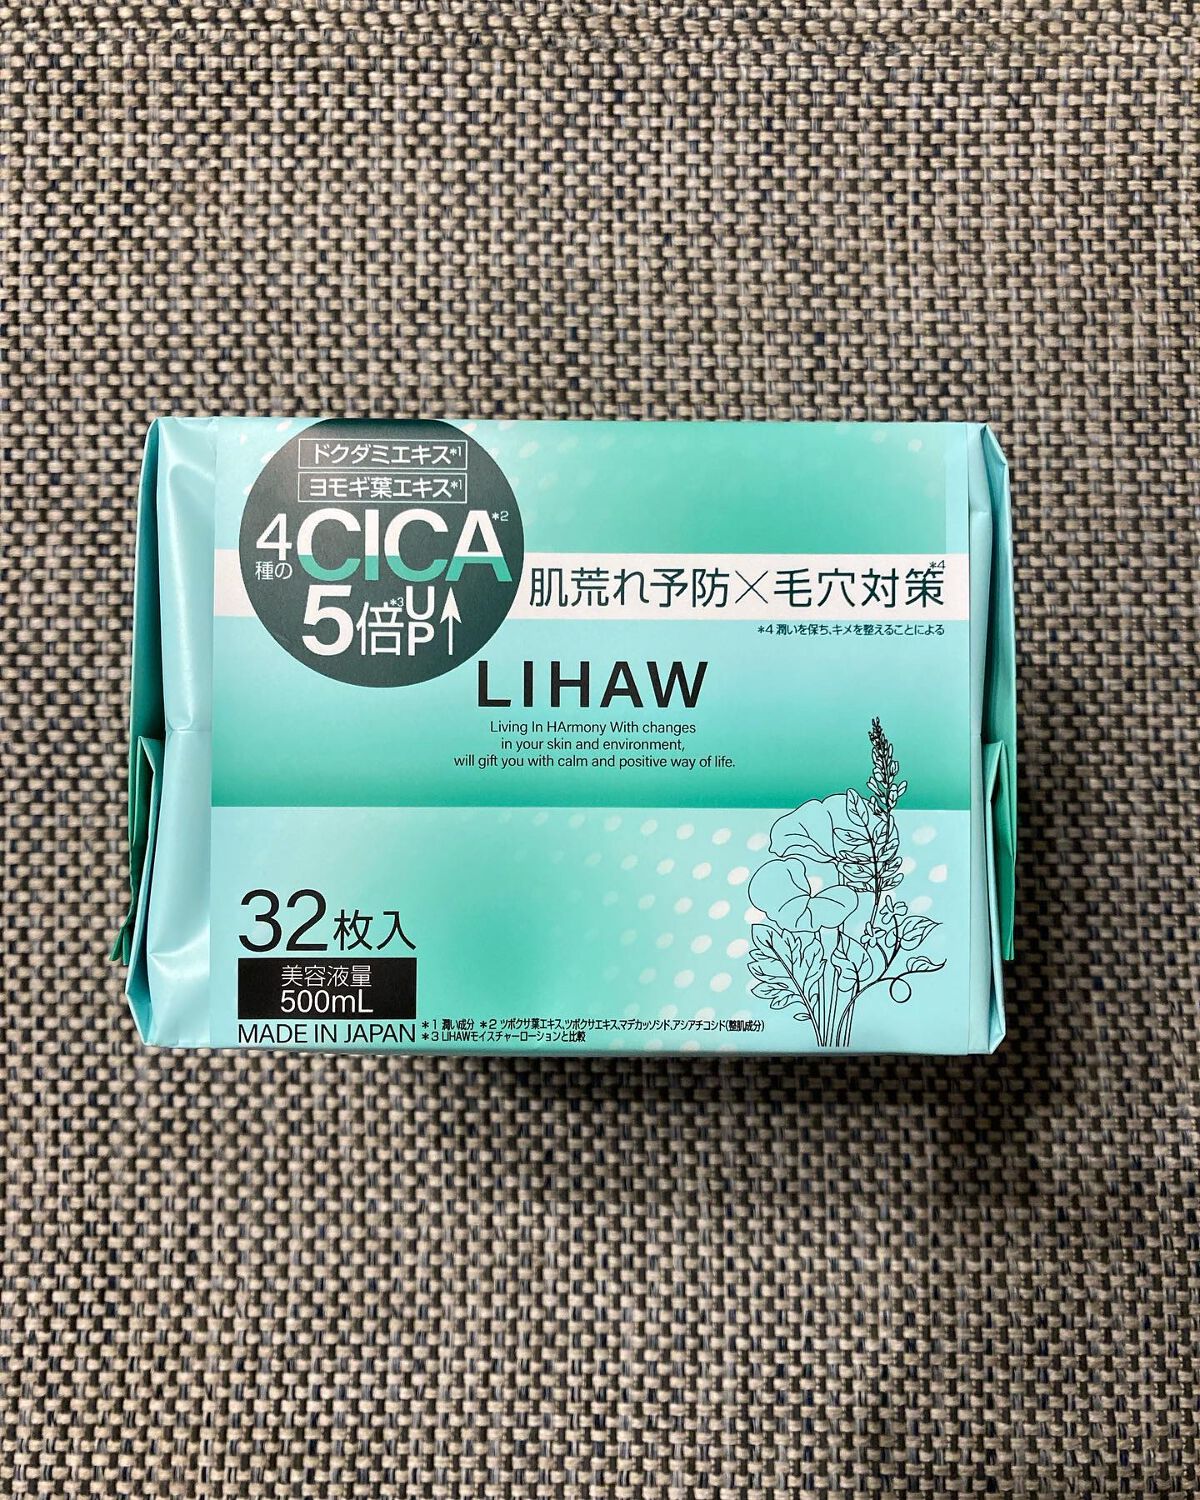 ドクダミエキス*1
ヨモギ葉エキス*1
4種のCICA*2
5倍*3UP↑
肌荒れ予防×毛穴対策*4
*4 潤いを保ち、キメを整えることによる
LIHAW
Living In HArmony With changes
in your skin and environment,
will gift you with calm and positive way of life.
32枚入
美容液量
500mL
MADE IN JAPAN
*1 潤い成分 *2 ツボクサ葉エキス,ツボクサエキス,マデカッソシド,アシアチコシド(整肌成分)
*3 LIHAWモイスチャーローションと比較